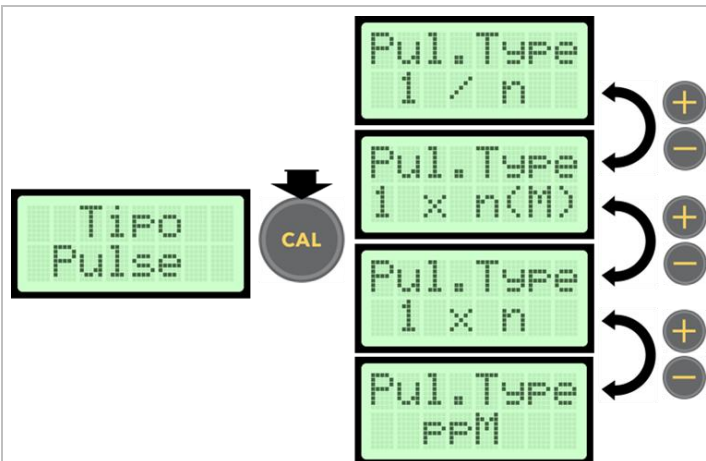 Tipo
Pulse
CAL
Pul.Type
1 / n
+
−
Pul.Type
1 x n(M)
+
−
Pul.Type
1 x n
+
−
Pul.Type
ppM